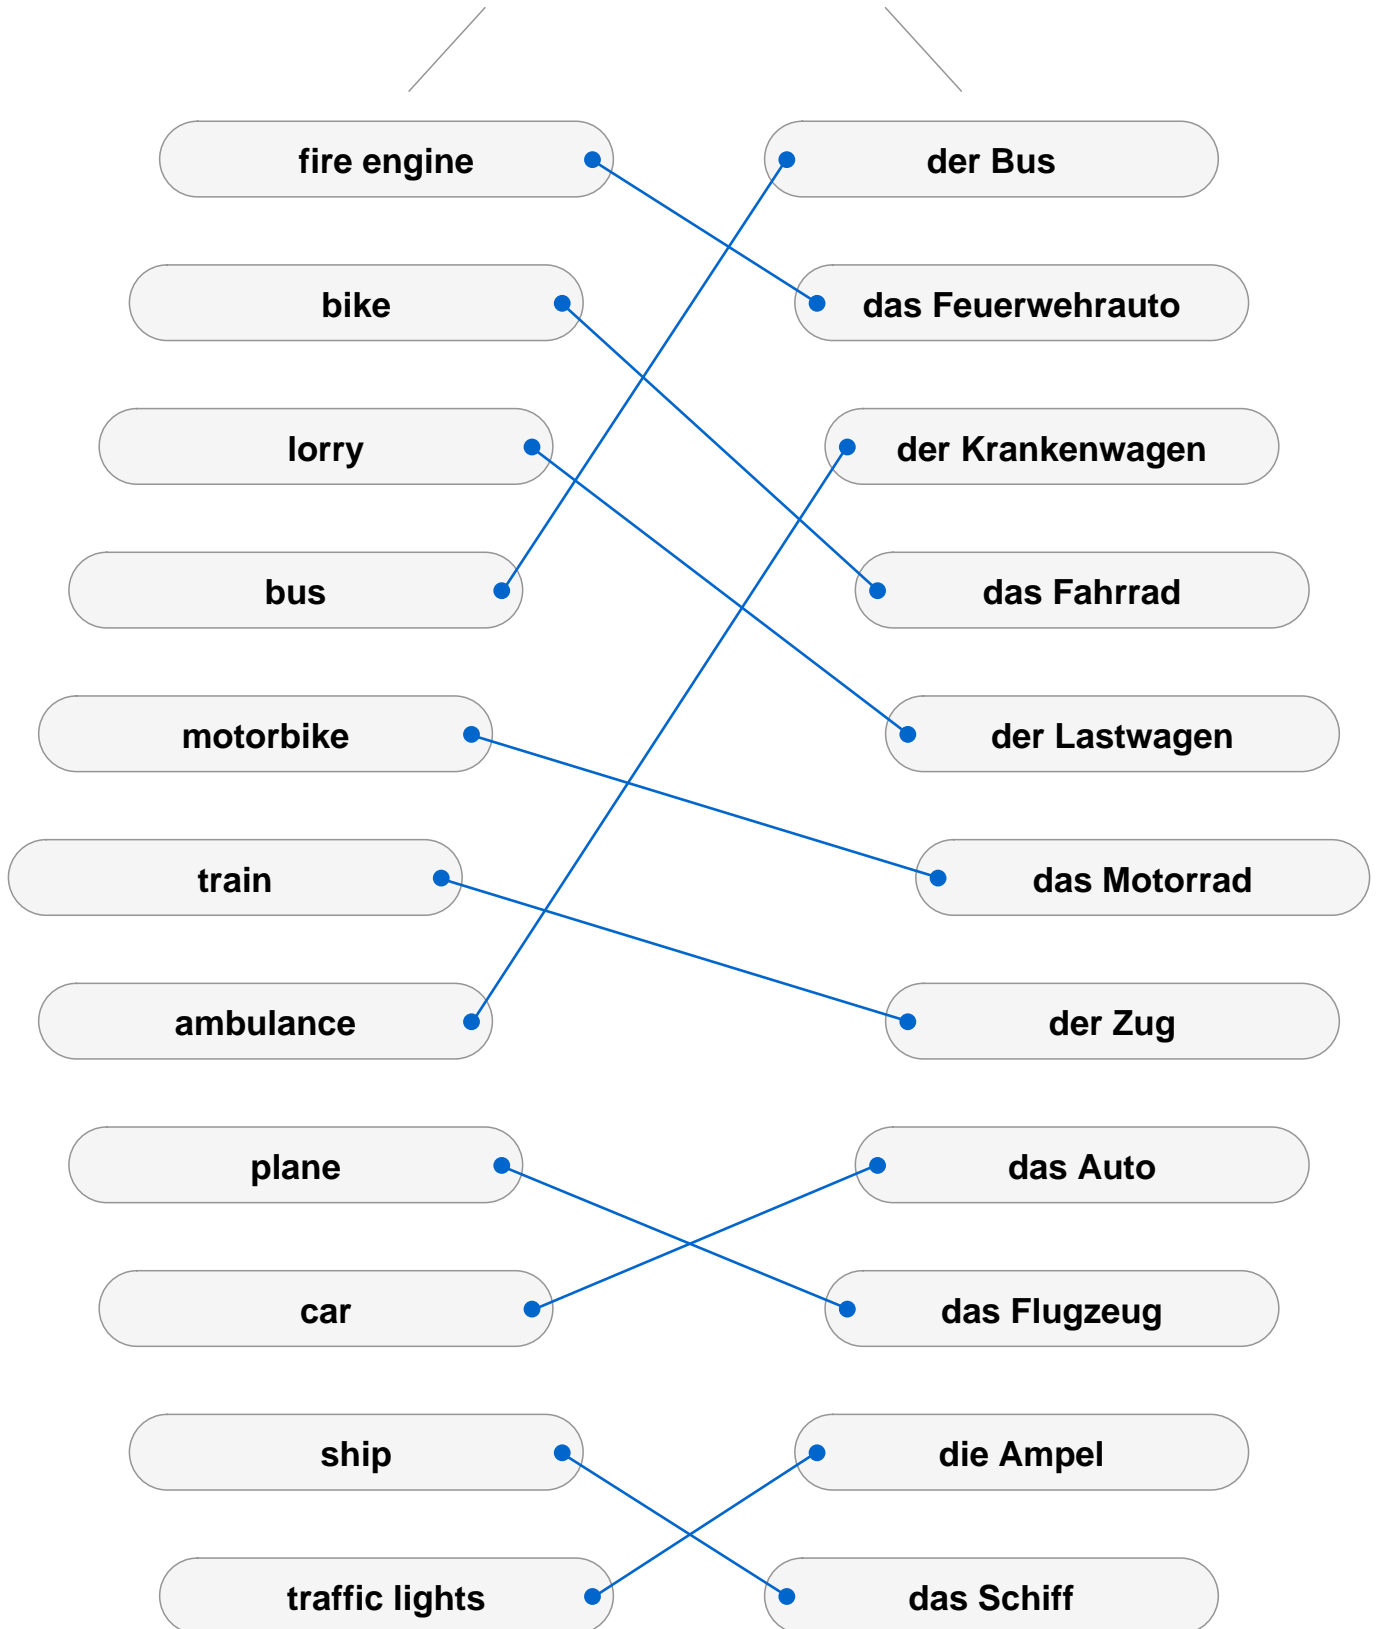 fire engine
der Bus
bike
das Feuerwehrauto
lorry
der Krankenwagen
bus
das Fahrrad
motorbike
der Lastwagen
train
das Motorrad
ambulance
der Zug
plane
das Auto
car
das Flugzeug
ship
die Ampel
traffic lights
das Schiff